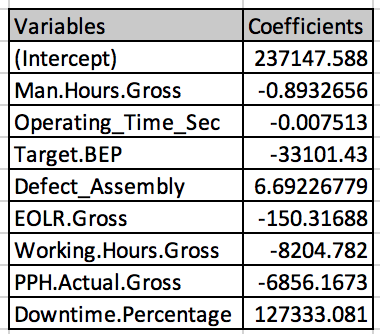 Variables Coefficients
(Intercept) 237147.588
Man.Hours.Gross -0.8932656
Operating_Time_Sec -0.007513
Target.BEP -33101.43
Defect_Assembly 6.69226779
EOLR.Gross -150.31688
Working.Hours.Gross -8204.782
PPH.Actual.Gross -6856.1673
Downtime.Percentage 127333.081